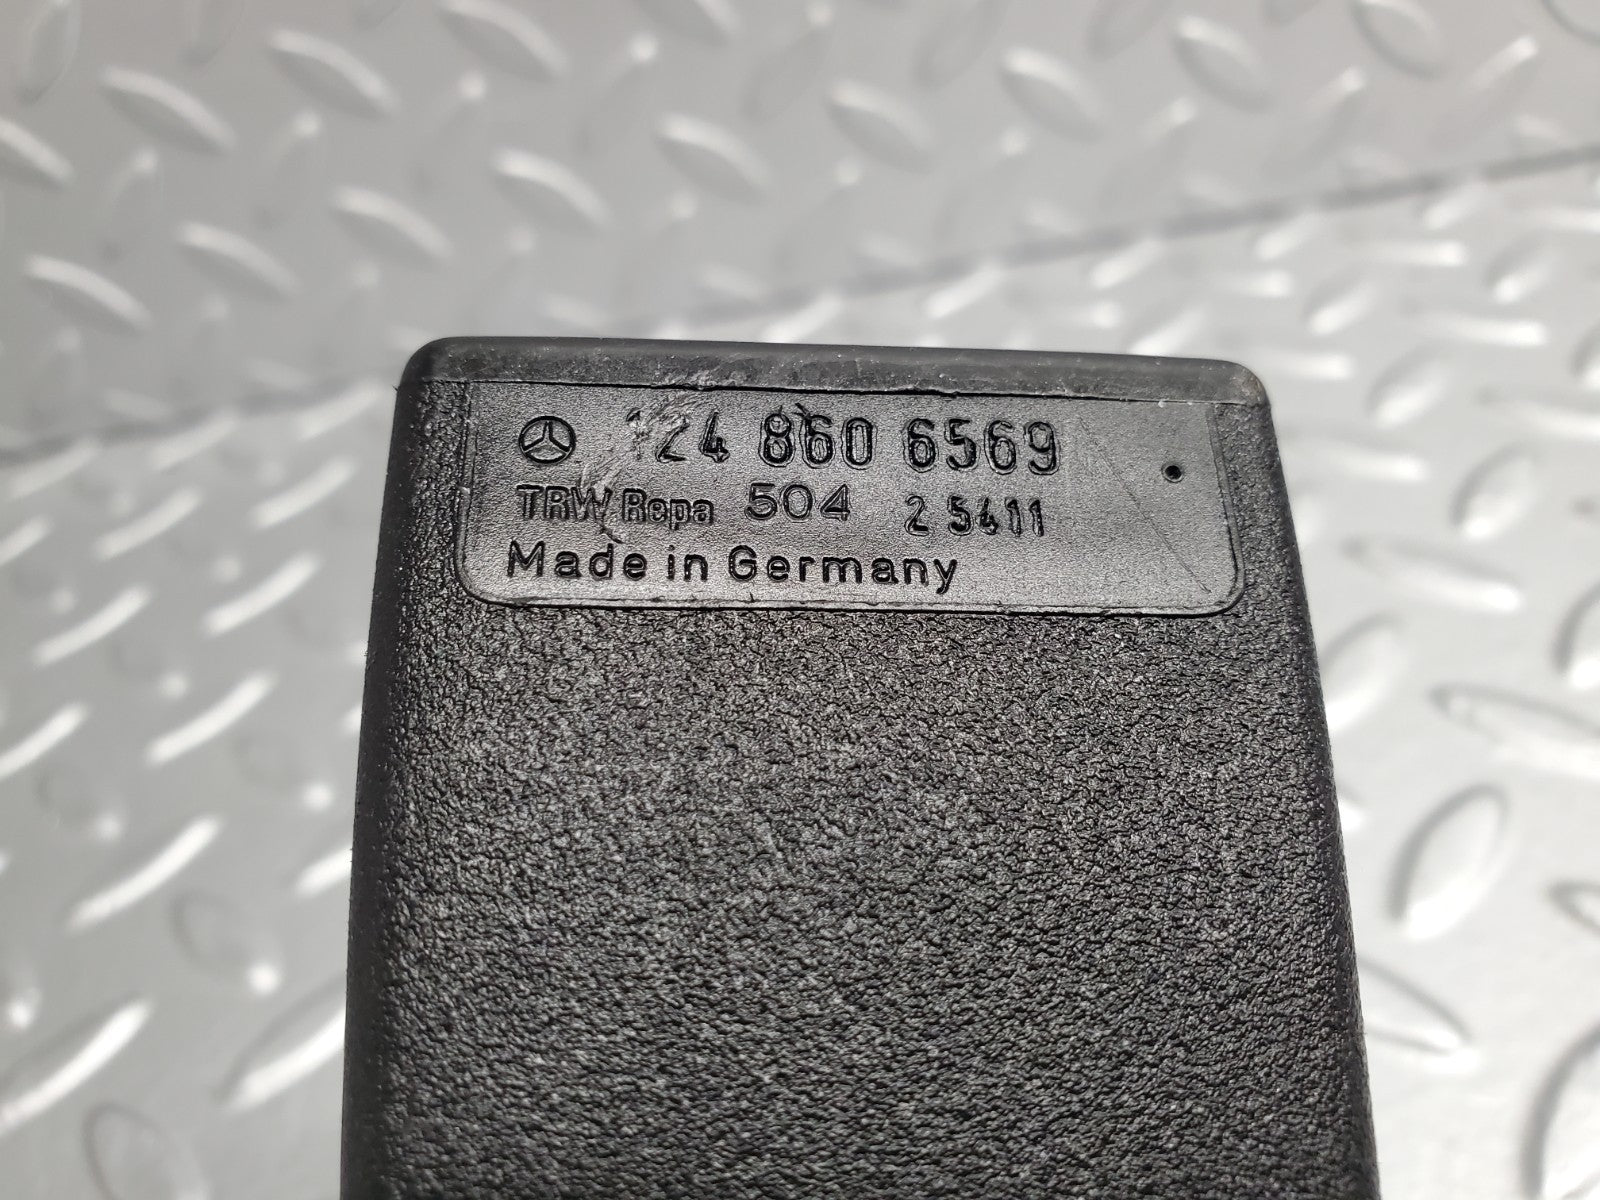 124 860 6569
TRW Repa 504 2 5411
Made in Germany